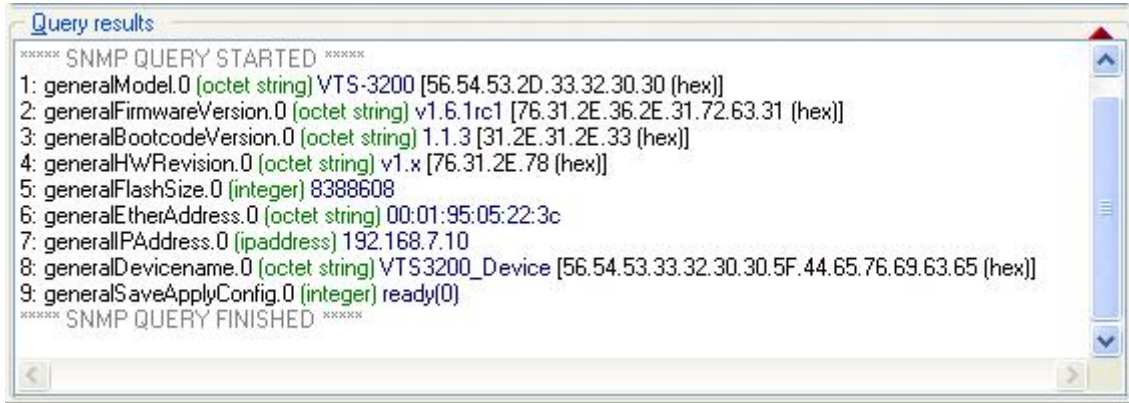 Query results
***** SNMP QUERY STARTED *****
1: generalModel.0 (octet string) VTS-3200 [56.54.53.2D.33.32.30.30 (hex)]
2: generalFirmwareVersion.0 (octet string) v1.6.1rc1 [76.31.2E.36.2E.31.72.63.31 (hex)]
3: generalBootcodeVersion.0 (octet string) 1.1.3 [31.2E.31.2E.33 (hex)]
4: generalHWRevision.0 (octet string) v1.x [76.31.2E.78 (hex)]
5: generalFlashSize.0 (integer) 8388608
6: generalEtherAddress.0 (octet string) 00:01:95:05:22:3c
7: generalIPAddress.0 (ipaddress) 192.168.7.10
8: generalDevicename.0 (octet string) VTS3200_Device [56.54.53.33.32.30.30.5F.44.65.76.69.63.65 (hex)]
9: generalSaveApplyConfig.0 (integer) ready(0)
***** SNMP QUERY FINISHED *****